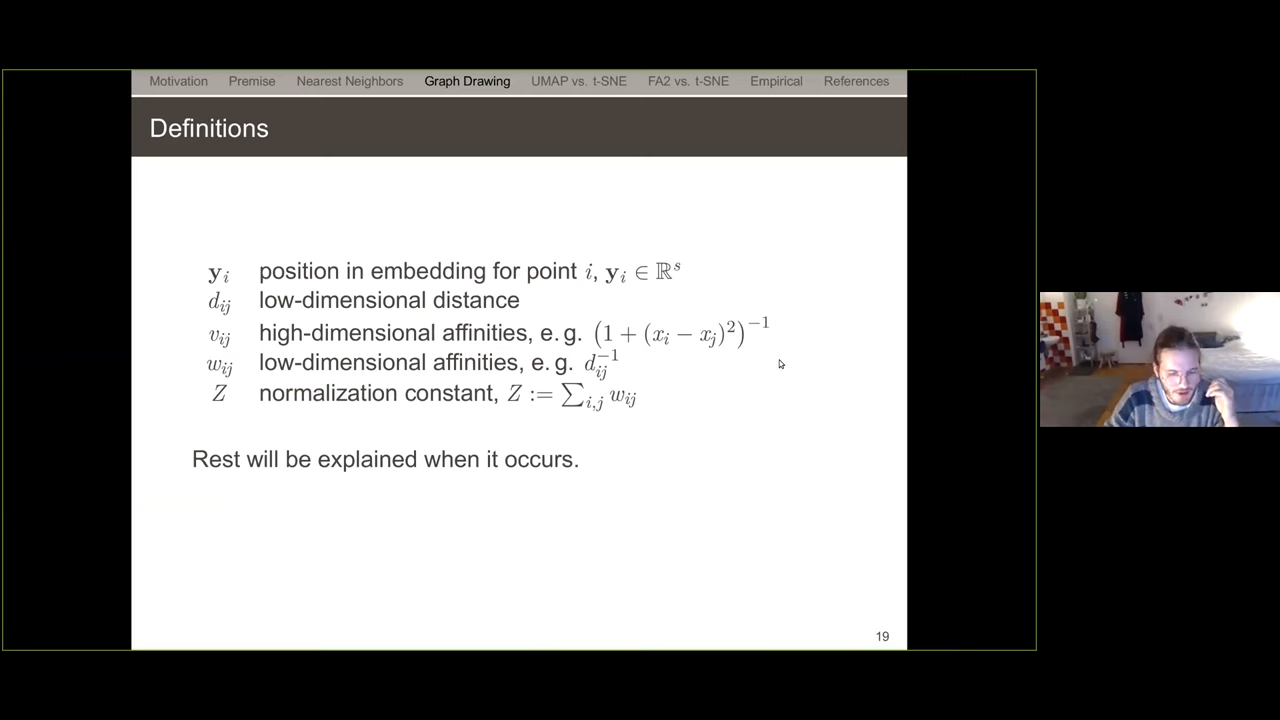 Motivation Premise Nearest Neighbors Graph Drawing UMAP vs. t-SNE FA2 vs. t-SNE Empirical References
Definitions
𝐲ᵢ position in embedding for point i, 𝐲ᵢ ∈ ℝˢ
dᵢⱼ low-dimensional distance
vᵢⱼ high-dimensional affinities, e. g. (1 + (xᵢ − xⱼ)²)⁻¹
wᵢⱼ low-dimensional affinities, e. g. dᵢⱼ⁻¹
Z normalization constant, Z := ∑ᵢ,ⱼ wᵢⱼ
Rest will be explained when it occurs.
19